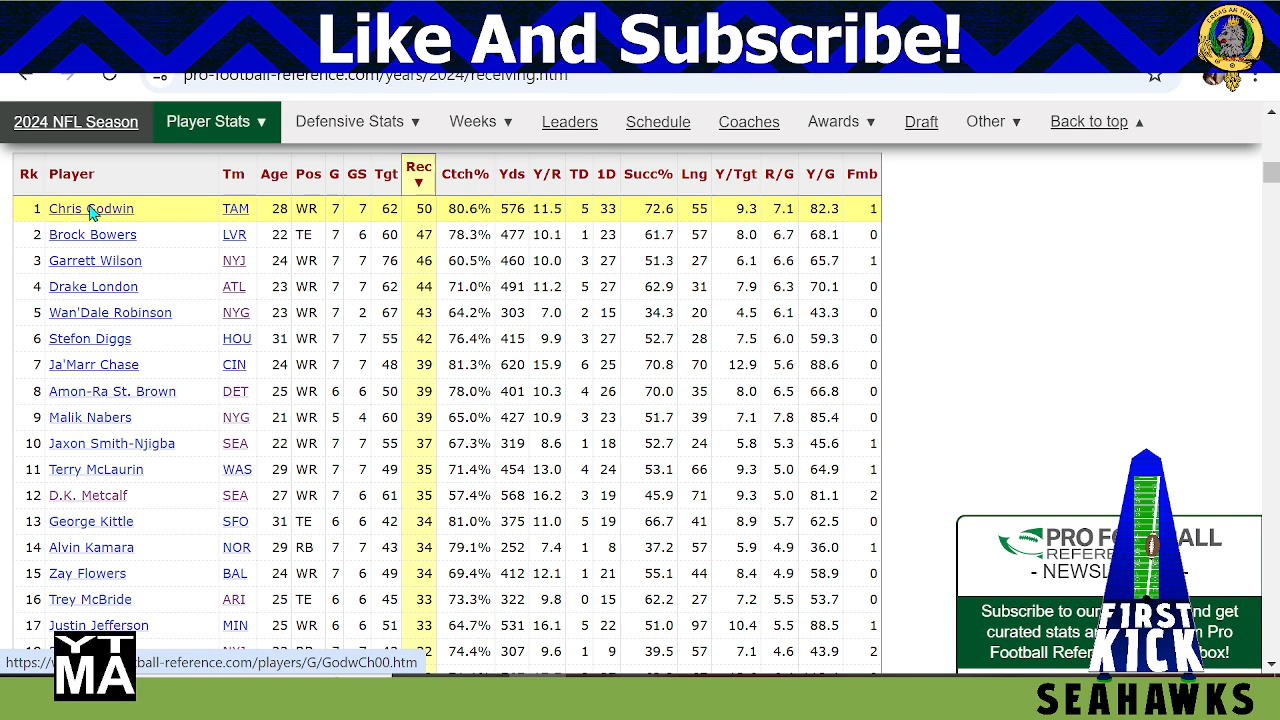 Like And Subscribe!
pro-football-reference.com/years/2024/receiving.htm
2024 NFL Season Player Stats ▼ Defensive Stats ▼ Weeks ▼ Leaders Schedule Coaches Awards ▼ Draft Other ▼ Back to top ▲
Rk Player Tm Age Pos G GS Tgt Rec ▼ Ctch% Yds Y/R TD 1D Succ% Lng Y/Tgt R/G Y/G Fmb
1 Chris Godwin TAM 28 WR 7 7 62 50 80.6% 576 11.5 5 33 72.6 55 9.3 7.1 82.3 1
2 Brock Bowers LVR 22 TE 7 6 60 47 78.3% 477 10.1 1 23 61.7 57 8.0 6.7 68.1 0
3 Garrett Wilson NYJ 24 WR 7 7 76 46 60.5% 460 10.0 3 27 51.3 27 6.1 6.6 65.7 1
4 Drake London ATL 23 WR 7 7 62 44 71.0% 491 11.2 5 27 62.9 31 7.9 6.3 70.1 0
5 Wan'Dale Robinson NYG 23 WR 7 2 67 43 64.2% 303 7.0 2 15 34.3 20 4.5 6.1 43.3 0
6 Stefon Diggs HOU 31 WR 7 7 55 42 76.4% 415 9.9 3 27 52.7 28 7.5 6.0 59.3 0
7 Ja'Marr Chase CIN 24 WR 7 7 48 39 81.3% 620 15.9 6 25 70.8 70 12.9 5.6 88.6 1
8 Amon-Ra St. Brown DET 25 WR 6 6 50 39 78.0% 401 10.3 4 26 70.0 35 8.0 6.5 66.8 0
9 Malik Nabers NYG 21 WR 5 4 60 39 65.0% 427 10.9 3 23 51.7 39 7.1 7.8 85.4 0
10 Jaxon Smith-Njigba SEA 22 WR 7 7 55 37 67.3% 319 8.6 1 18 52.7 24 5.8 5.3 45.6 1
11 Terry McLaurin WAS 29 WR 7 7 49 35 71.4% 454 13.0 4 24 53.1 66 9.3 5.0 64.9 1
12 D.K. Metcalf SEA 27 WR 7 7 61 35 57.4% 568 16.2 3 19 45.9 71 9.3 5.0 81.1 2
13 George Kittle SFO 31 TE 6 6 42 34 375 11.0 5 19 66.7 41 8.9 5.7 62.5 0
14 Alvin Kamara NOR 29 RB 7 7 43 34 79.1% 252 7.4 1 8 37.2 57 5.9 4.9 36.0 1
15 Zay Flowers BAL 24 WR 7 6 49 34 69.4% 412 12.1 1 21 55.1 44 8.4 4.9 58.9 0
16 Trey McBride ARI 25 TE 6 6 45 33 73.3% 322 9.8 0 15 62.2 27 7.2 5.5 53.7 0
17 Justin Jefferson MIN 25 WR 6 6 51 33 64.7% 531 16.1 5 22 51.0 97 10.4 5.5 88.5 1
74.4% 307 9.6 1 9 39.5 57 7.1 4.6 43.9 2
ball-reference.com/players/G/GodwCh00.htm
YT
MA
PRO
REFERE
- NEWSL
Subscribe to
curated stats
Football
and get
Pro
box!
FIRST
KICK
SEAHAWKS